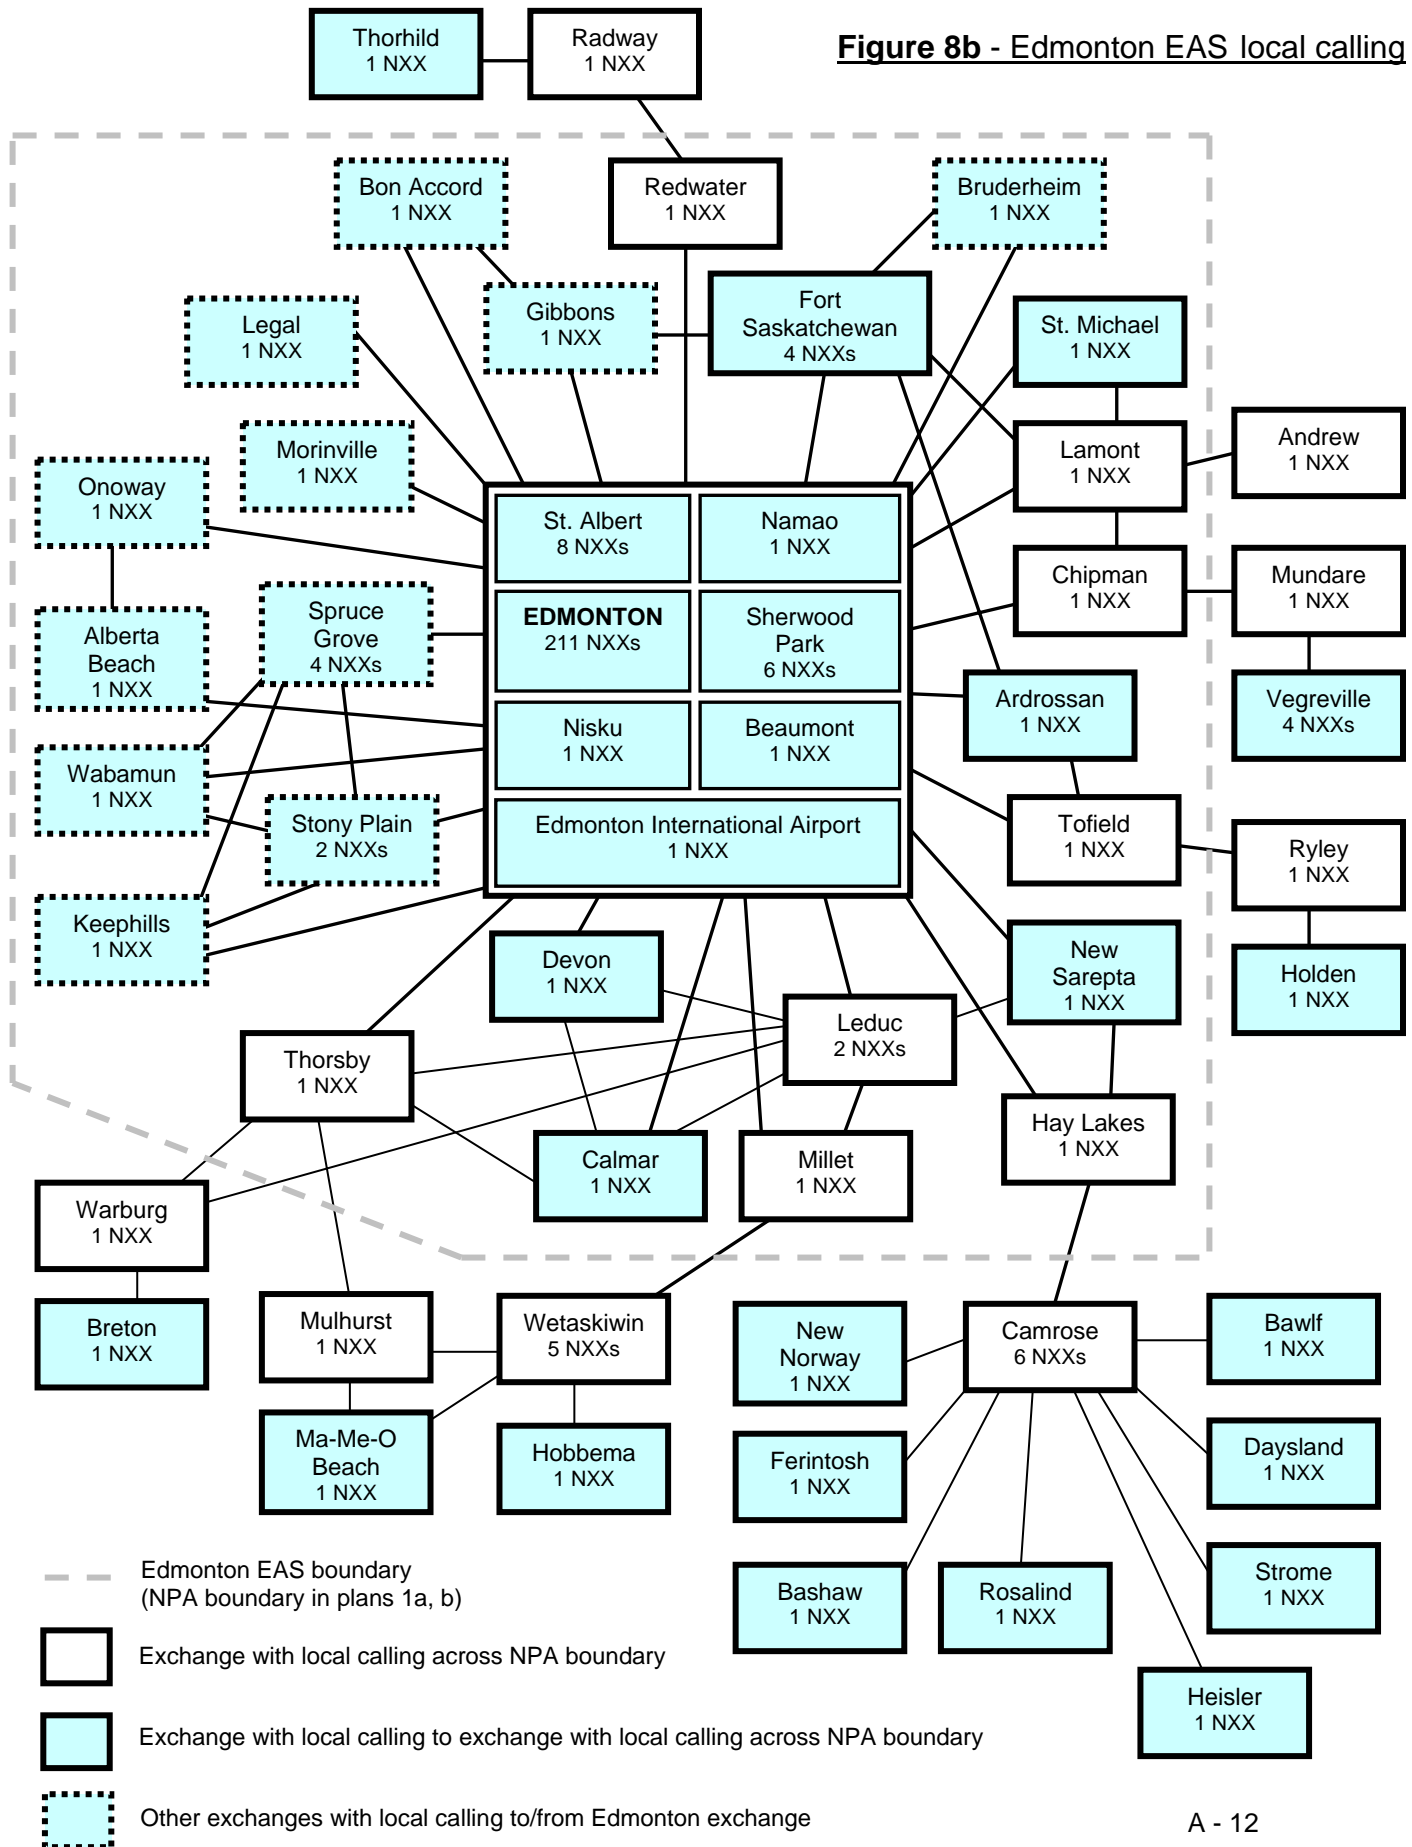 Thorhild
1 NXX
Radway
1 NXX
Figure 8b - Edmonton EAS local calling
Bon Accord
1 NXX
Redwater
1 NXX
Bruderheim
1 NXX
Legal
1 NXX
Gibbons
1 NXX
Fort
Saskatchewan
4 NXXs
St. Michael
1 NXX
Morinville
1 NXX
Lamont
1 NXX
Andrew
1 NXX
Onoway
1 NXX
St. Albert
8 NXXs
Namao
1 NXX
Chipman
1 NXX
Mundare
1 NXX
Alberta
Beach
1 NXX
Spruce
Grove
4 NXXs
EDMONTON
211 NXXs
Sherwood
Park
6 NXXs
Ardrossan
1 NXX
Vegreville
4 NXXs
Wabamun
1 NXX
Nisku
1 NXX
Beaumont
1 NXX
Stony Plain
2 NXXs
Edmonton International Airport
1 NXX
Tofield
1 NXX
Ryley
1 NXX
Keephills
1 NXX
Devon
1 NXX
New
Sarepta
1 NXX
Holden
1 NXX
Thorsby
1 NXX
Leduc
2 NXXs
Hay Lakes
1 NXX
Warburg
1 NXX
Calmar
1 NXX
Millet
1 NXX
Breton
1 NXX
Mulhurst
1 NXX
Wetaskiwin
5 NXXs
New
Norway
1 NXX
Camrose
6 NXXs
Bawlf
1 NXX
Ma-Me-O
Beach
1 NXX
Hobbema
1 NXX
Ferintosh
1 NXX
Daysland
1 NXX
Bashaw
1 NXX
Rosalind
1 NXX
Strome
1 NXX
Heisler
1 NXX
Edmonton EAS boundary
(NPA boundary in plans 1a, b)
Exchange with local calling across NPA boundary
Exchange with local calling to exchange with local calling across NPA boundary
Other exchanges with local calling to/from Edmonton exchange
A - 12